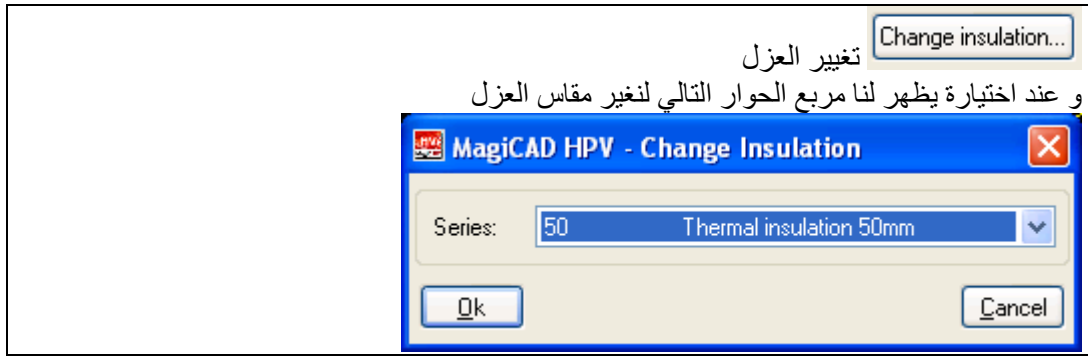 Change insulation... تغيير العزل
و عند اختيارة يظهر لنا مربع الحوار التالي لنغير مقاس العزل
MagiCAD HPV - Change Insulation
Series: 50 Thermal insulation 50mm
Ok Cancel